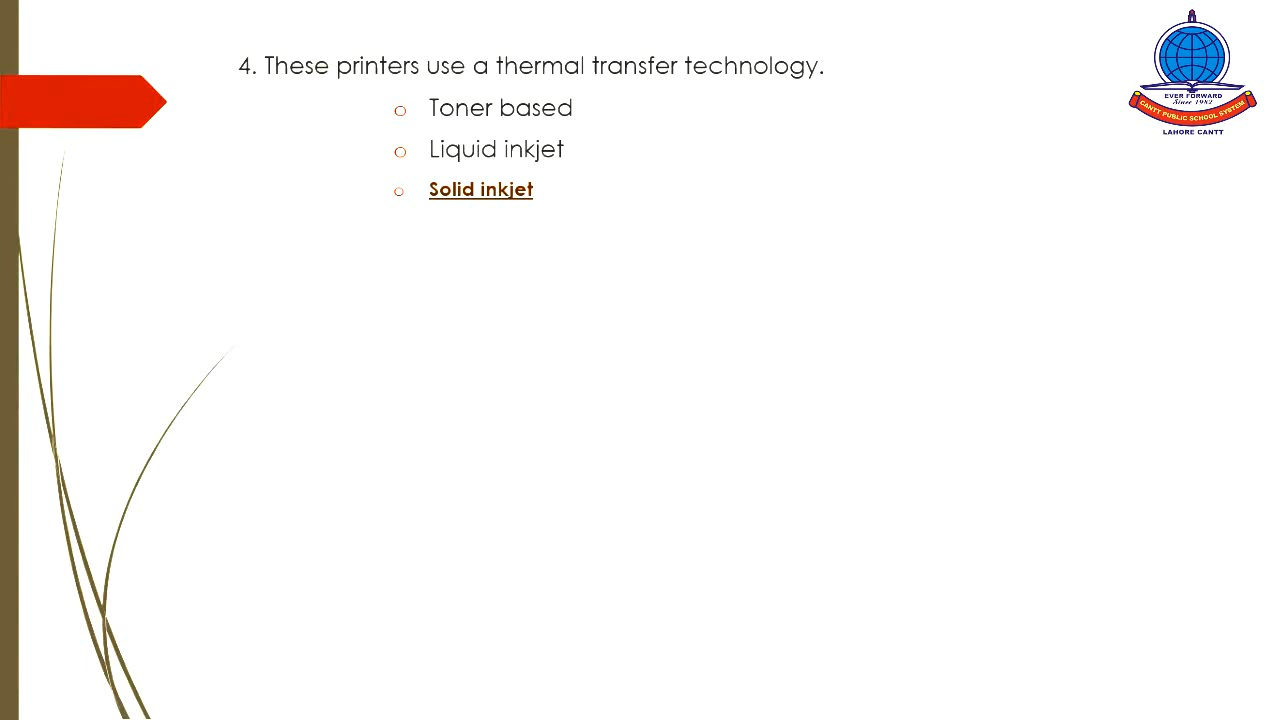 4. These printers use a thermal transfer technology.
o Toner based
o Liquid inkjet
o Solid inkjet
EVER FORWARD
Since 1982
CANTT PUBLIC SCHOOL SYSTEM
LAHORE CANTT